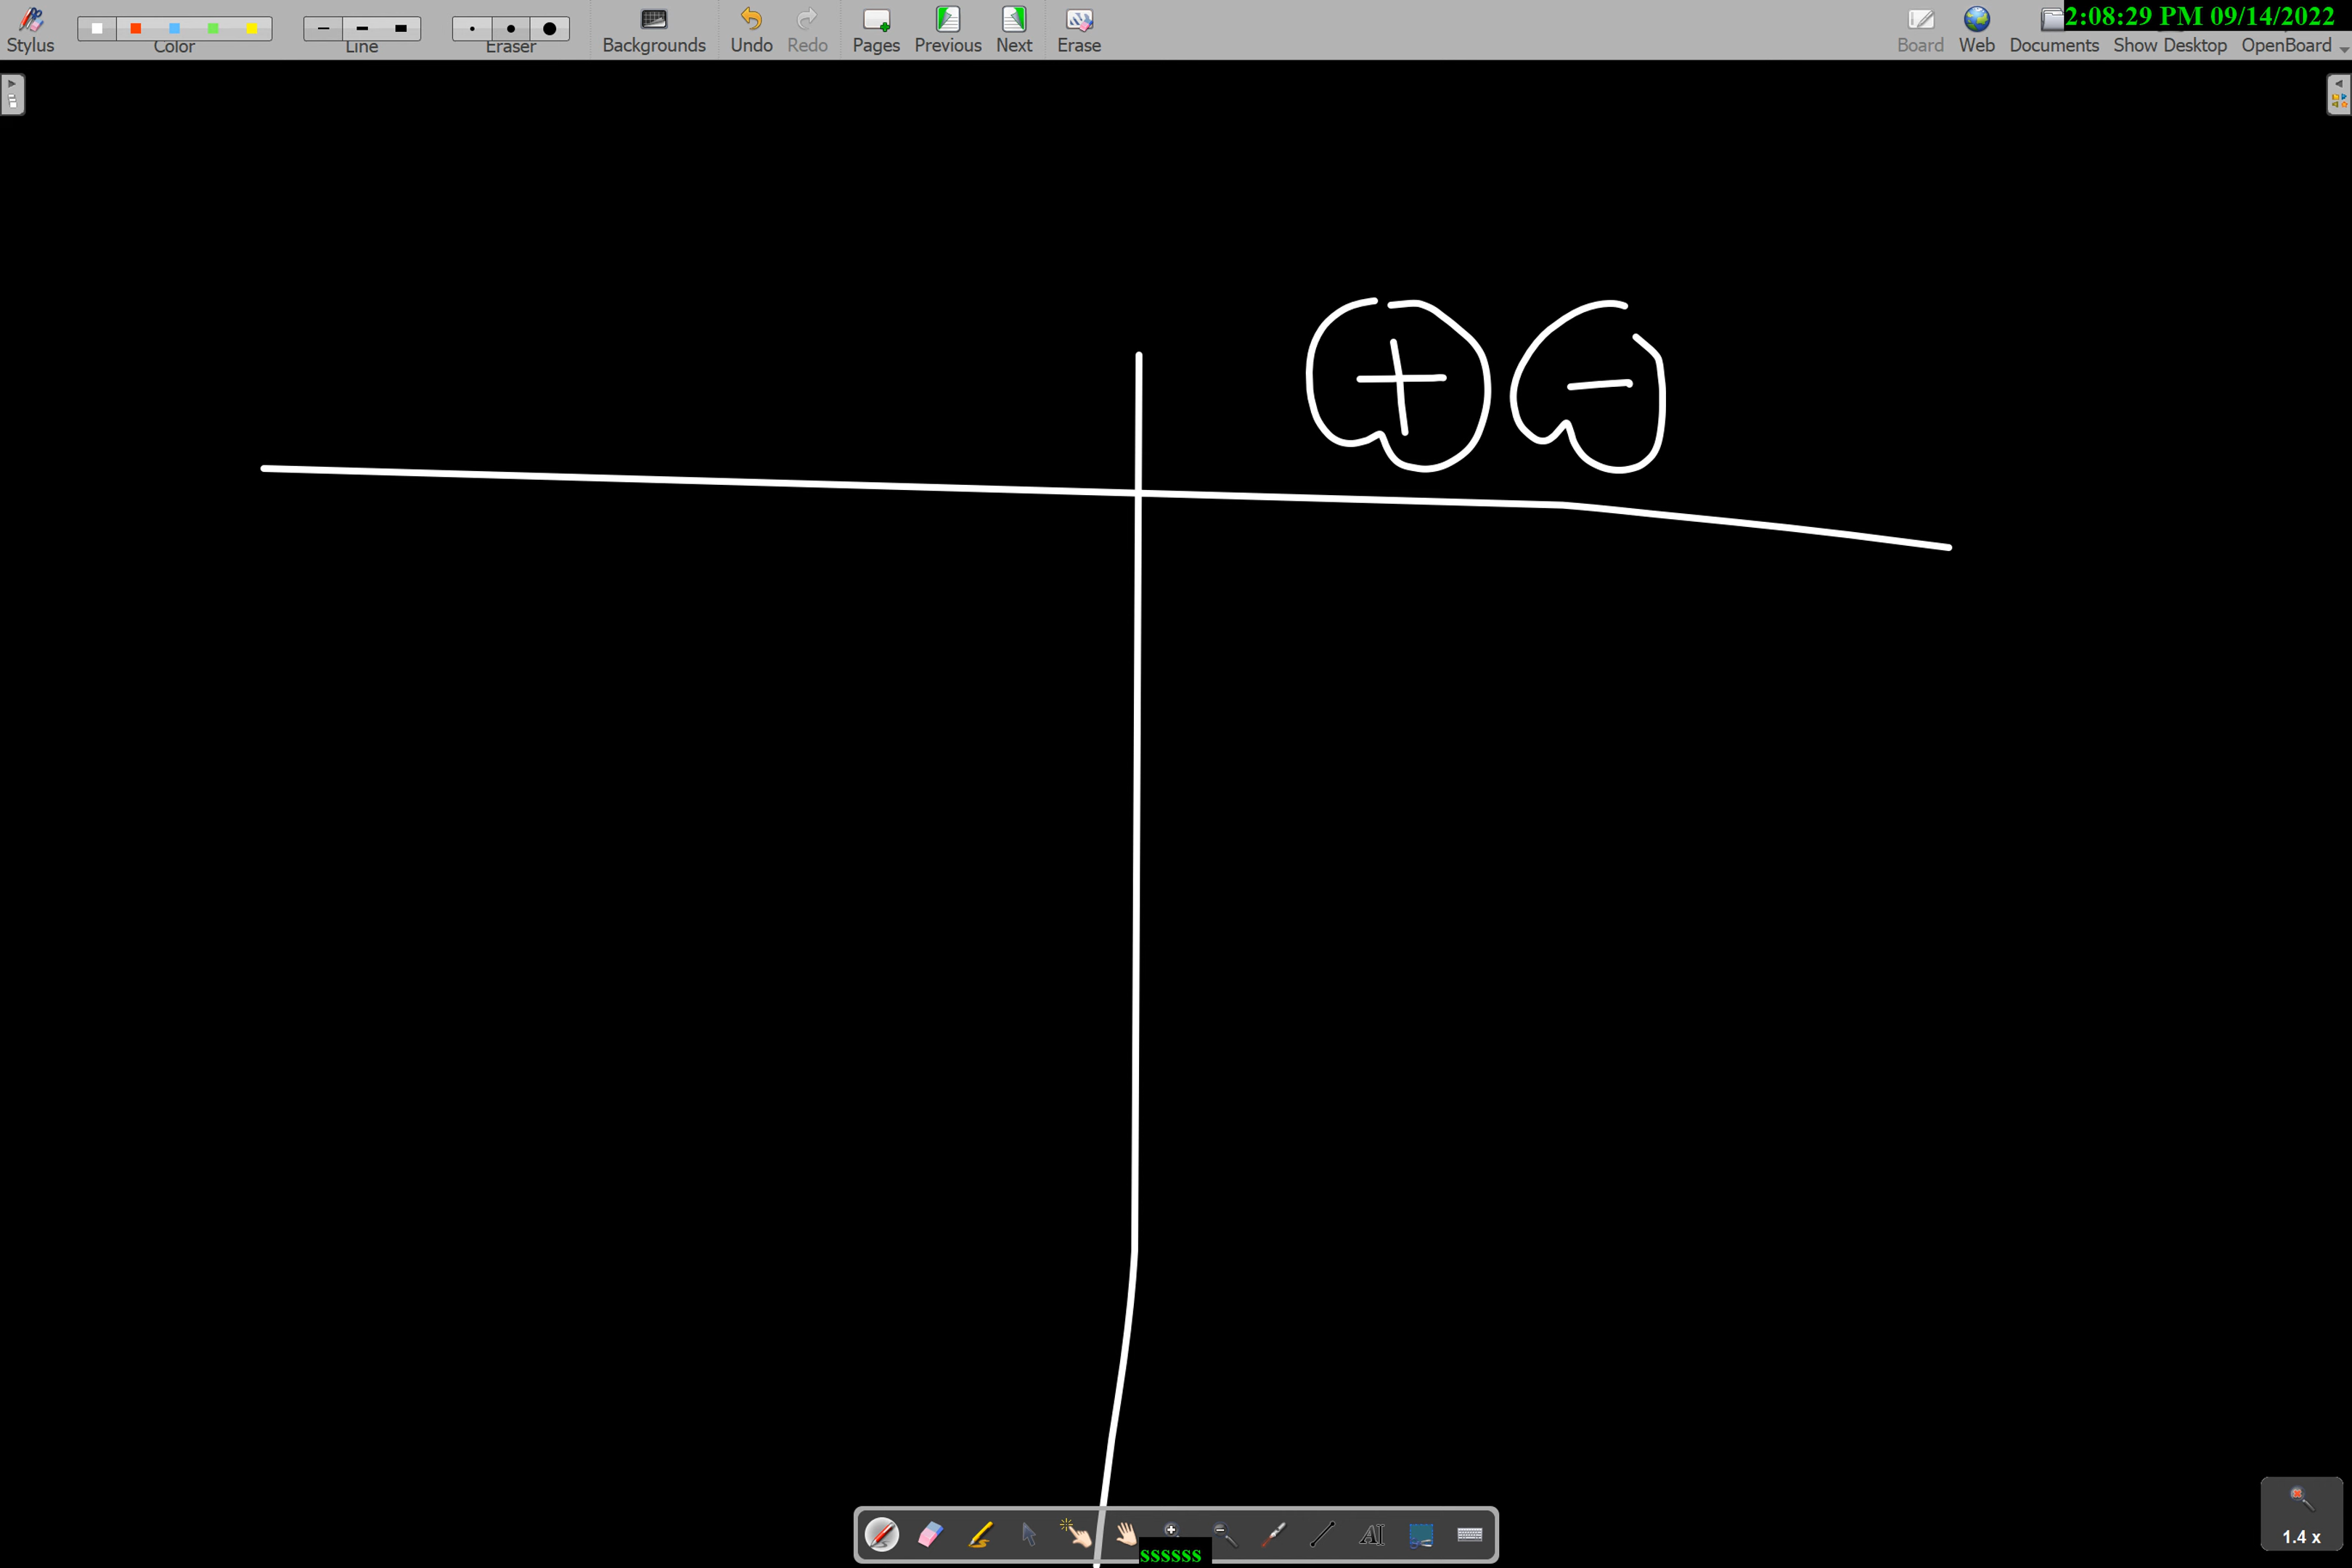 2:08:29 PM 09/14/2022
Stylus Color Line Eraser Backgrounds Undo Redo Pages Previous Next Erase Board Web Documents Show Desktop OpenBoard
+ -
AI
ssssss
1.4 x